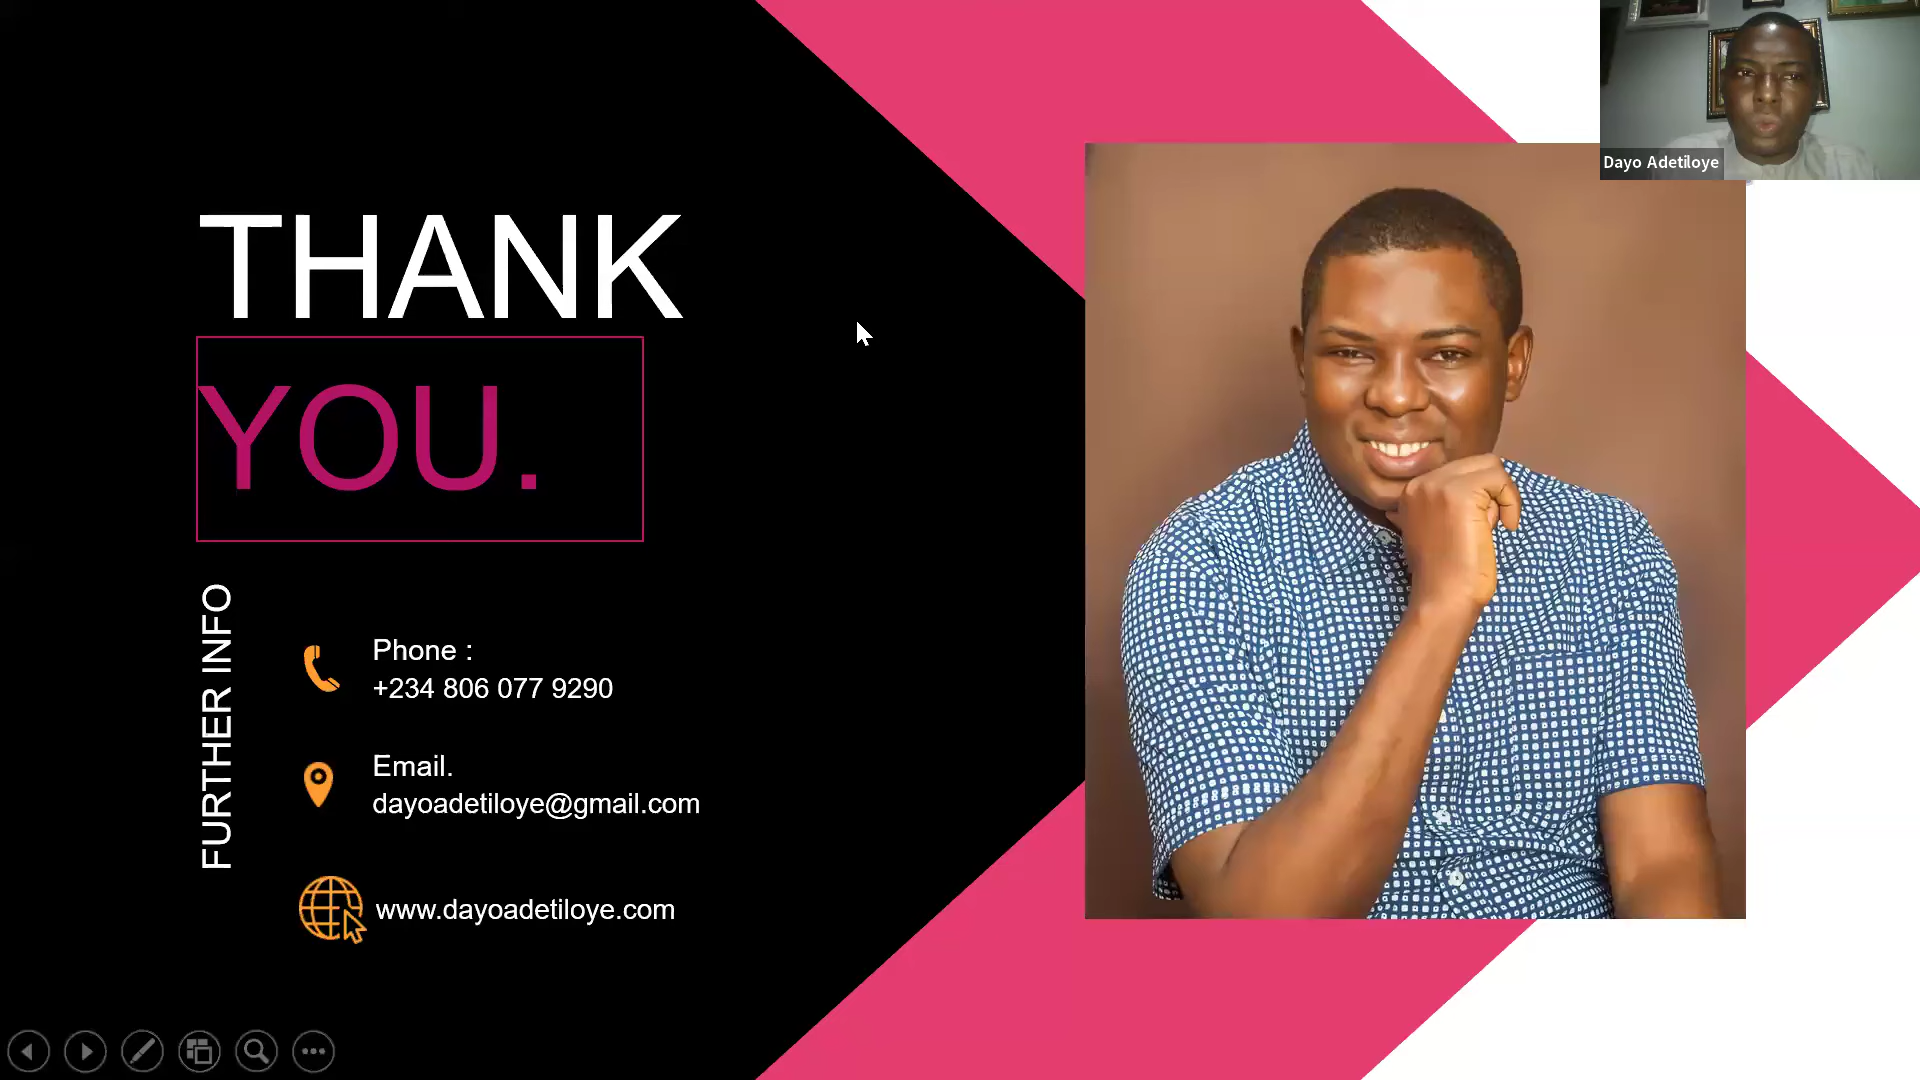 THANK
YOU.
FURTHER INFO
Phone :
+234 806 077 9290
Email.
dayoadetiloye@gmail.com
www.dayoadetiloye.com
Dayo Adetiloye